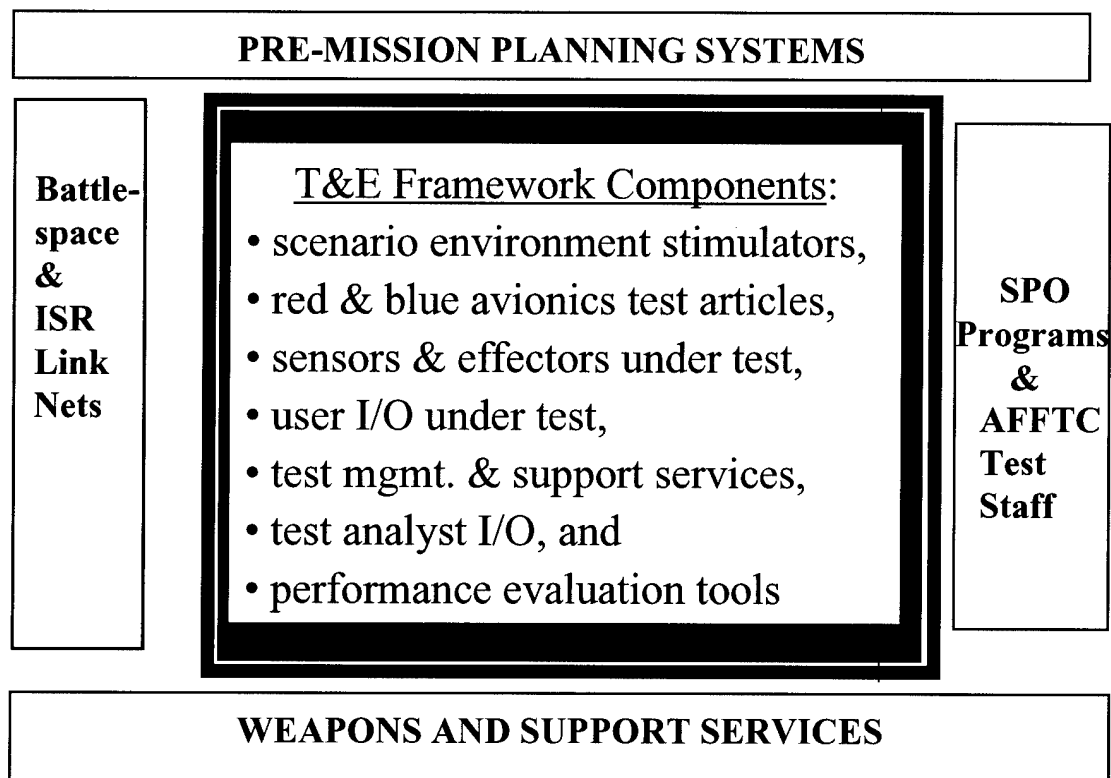 PRE-MISSION PLANNING SYSTEMS
Battle-
space
&
ISR
Link
Nets
T&E Framework Components:
• scenario environment stimulators,
• red & blue avionics test articles,
• sensors & effectors under test,
• user I/O under test,
• test mgmt. & support services,
• test analyst I/O, and
• performance evaluation tools
SPO
Programs
&
AFFTC
Test
Staff
WEAPONS AND SUPPORT SERVICES